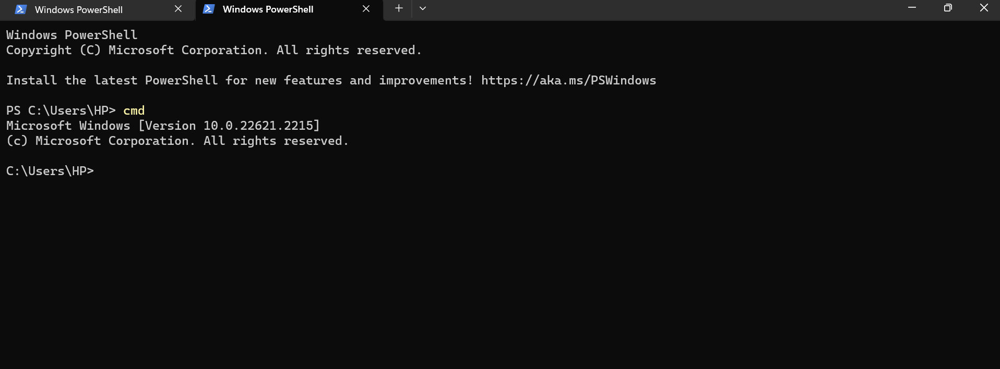 Windows PowerShell
Windows PowerShell
Windows PowerShell
Copyright (C) Microsoft Corporation. All rights reserved.
Install the latest PowerShell for new features and improvements! https://aka.ms/PSWindows
PS C:\Users\HP> cmd
Microsoft Windows [Version 10.0.22621.2215]
(c) Microsoft Corporation. All rights reserved.
C:\Users\HP>